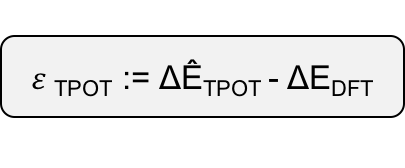 ε TPOT := ΔÊTPOT - ΔEDFT